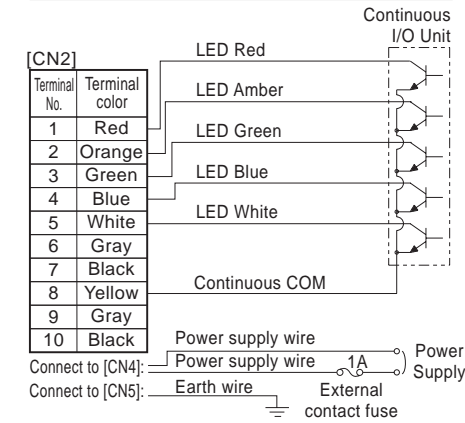 Continuous
I/O Unit
[CN2]
Terminal No. Terminal color
1 Red
2 Orange
3 Green
4 Blue
5 White
6 Gray
7 Black
8 Yellow
9 Gray
10 Black
LED Red
LED Amber
LED Green
LED Blue
LED White
Continuous COM
Connect to [CN4]:
Power supply wire
Power supply wire
1A
Power
Supply
Connect to [CN5]:
Earth wire
External
contact fuse